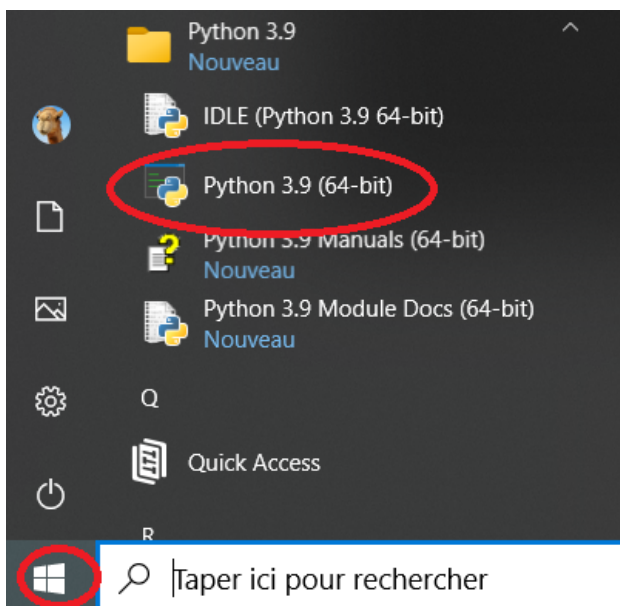 Python 3.9
Nouveau
IDLE (Python 3.9 64-bit)
Python 3.9 (64-bit)
Python 3.9 Manuals (64-bit)
Nouveau
Python 3.9 Module Docs (64-bit)
Nouveau
Q
Quick Access
R
Taper ici pour rechercher